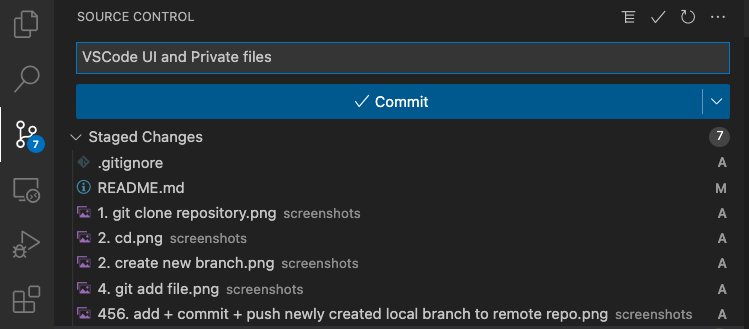 SOURCE CONTROL
VSCode UI and Private files
Commit
Staged Changes 7
.gitignore A
7
README.md M
1. git clone repository.png screenshots A
2. cd.png screenshots A
2. create new branch.png screenshots A
4. git add file.png screenshots A
456. add + commit + push newly created local branch to remote repo.png screenshots A